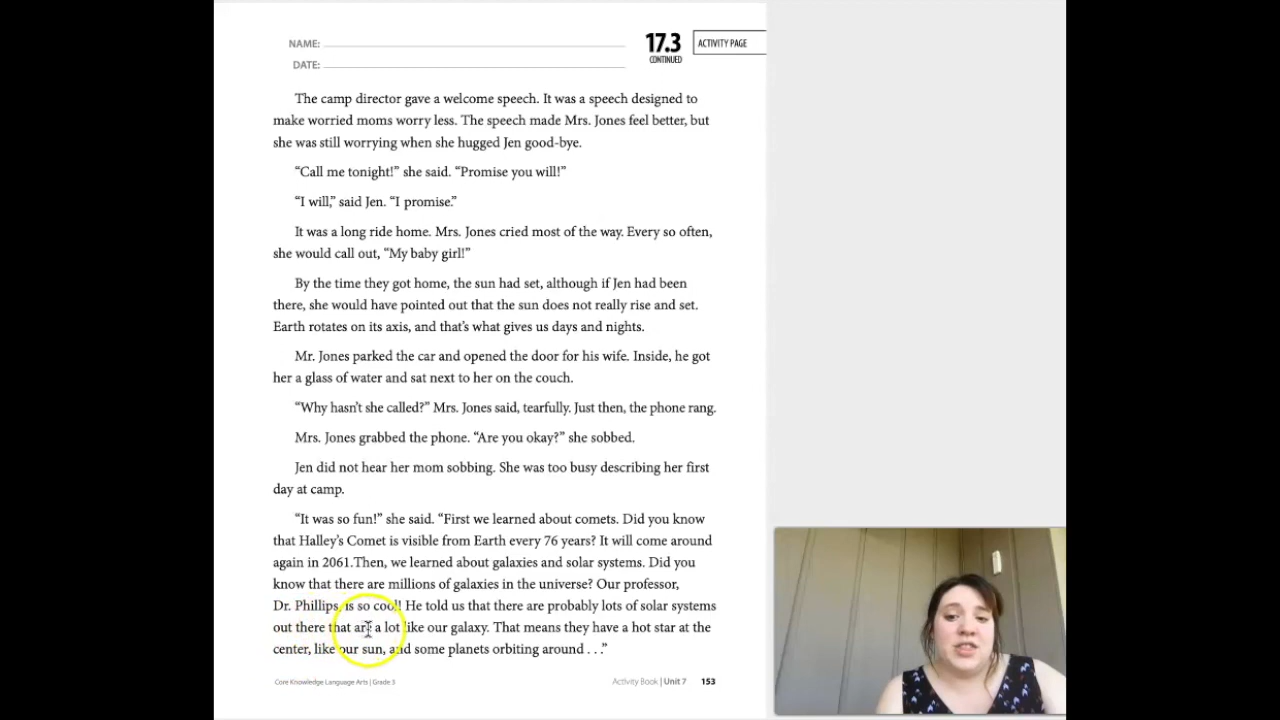 NAME:
DATE:
17.3
CONTINUED
ACTIVITY PAGE
The camp director gave a welcome speech. It was a speech designed to
make worried moms worry less. The speech made Mrs. Jones feel better, but
she was still worrying when she hugged Jen good-bye.
“Call me tonight!” she said. “Promise you will!”
“I will,” said Jen. “I promise.”
It was a long ride home. Mrs. Jones cried most of the way. Every so often,
she would call out, “My baby girl!”
By the time they got home, the sun had set, although if Jen had been
there, she would have pointed out that the sun does not really rise and set.
Earth rotates on its axis, and that’s what gives us days and nights.
Mr. Jones parked the car and opened the door for his wife. Inside, he got
her a glass of water and sat next to her on the couch.
“Why hasn’t she called?” Mrs. Jones said, tearfully. Just then, the phone rang.
Mrs. Jones grabbed the phone. “Are you okay?” she sobbed.
Jen did not hear her mom sobbing. She was too busy describing her first
day at camp.
“It was so fun!” she said. “First we learned about comets. Did you know
that Halley’s Comet is visible from Earth every 76 years? It will come around
again in 2061.Then, we learned about galaxies and solar systems. Did you
know that there are millions of galaxies in the universe? Our professor,
Dr. Phillips, is so cool! He told us that there are probably lots of solar systems
out there that are a lot like our galaxy. That means they have a hot star at the
center, like our sun, and some planets orbiting around . . .”
Core Knowledge Language Arts | Grade 3
Activity Book | Unit 7 153